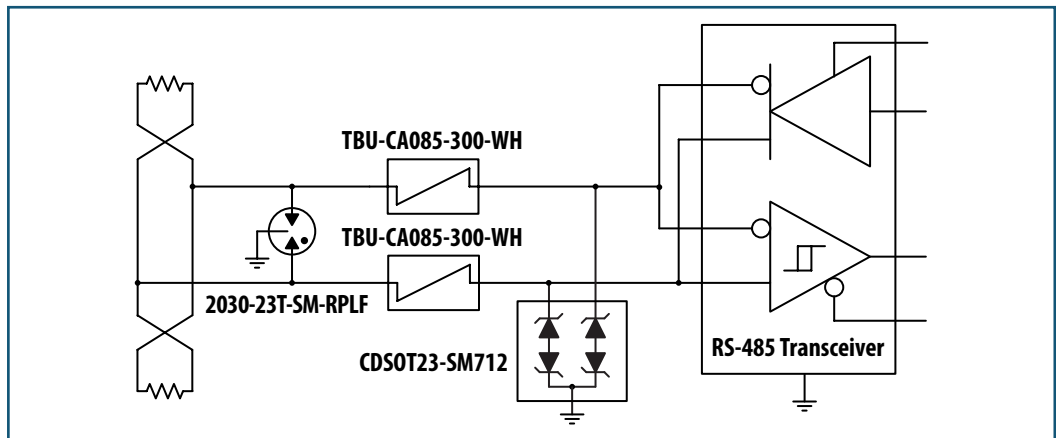 TBU-CA085-300-WH
TBU-CA085-300-WH
2030-23T-SM-RPLF
CDSOT23-SM712
RS-485 Transceiver